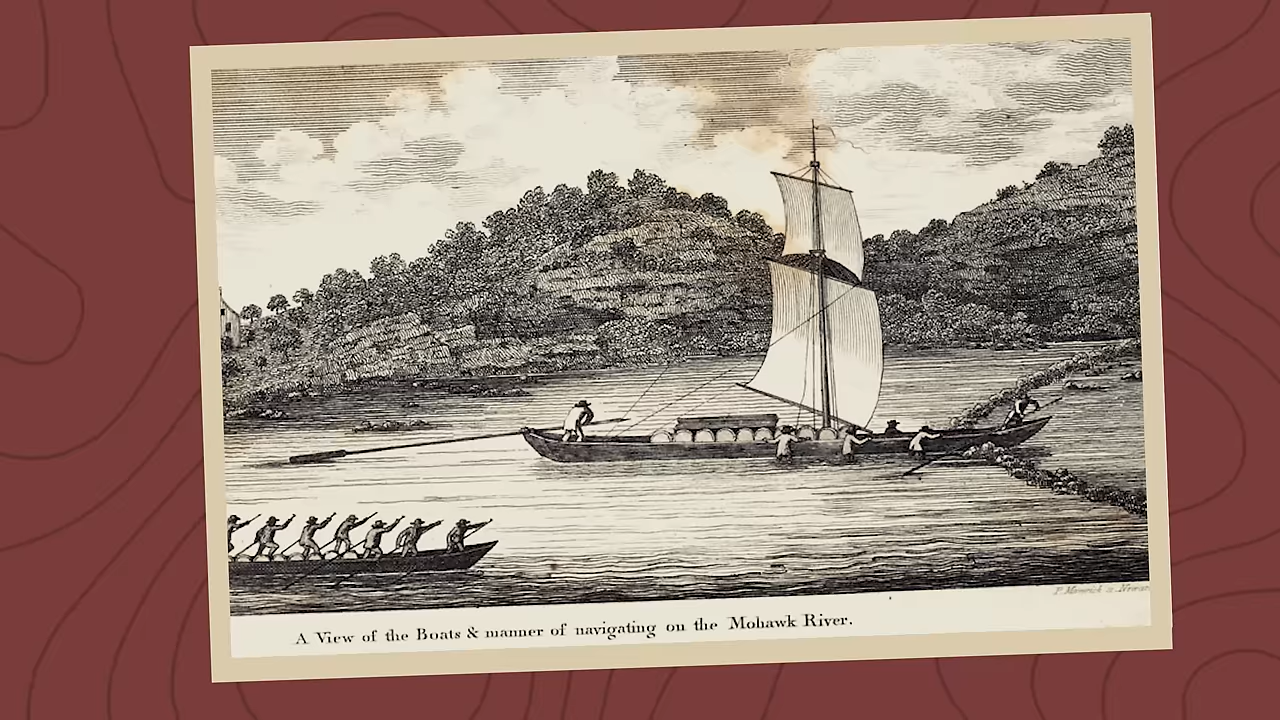 A View of the Boats & manner of navigating on the Mohawk River.